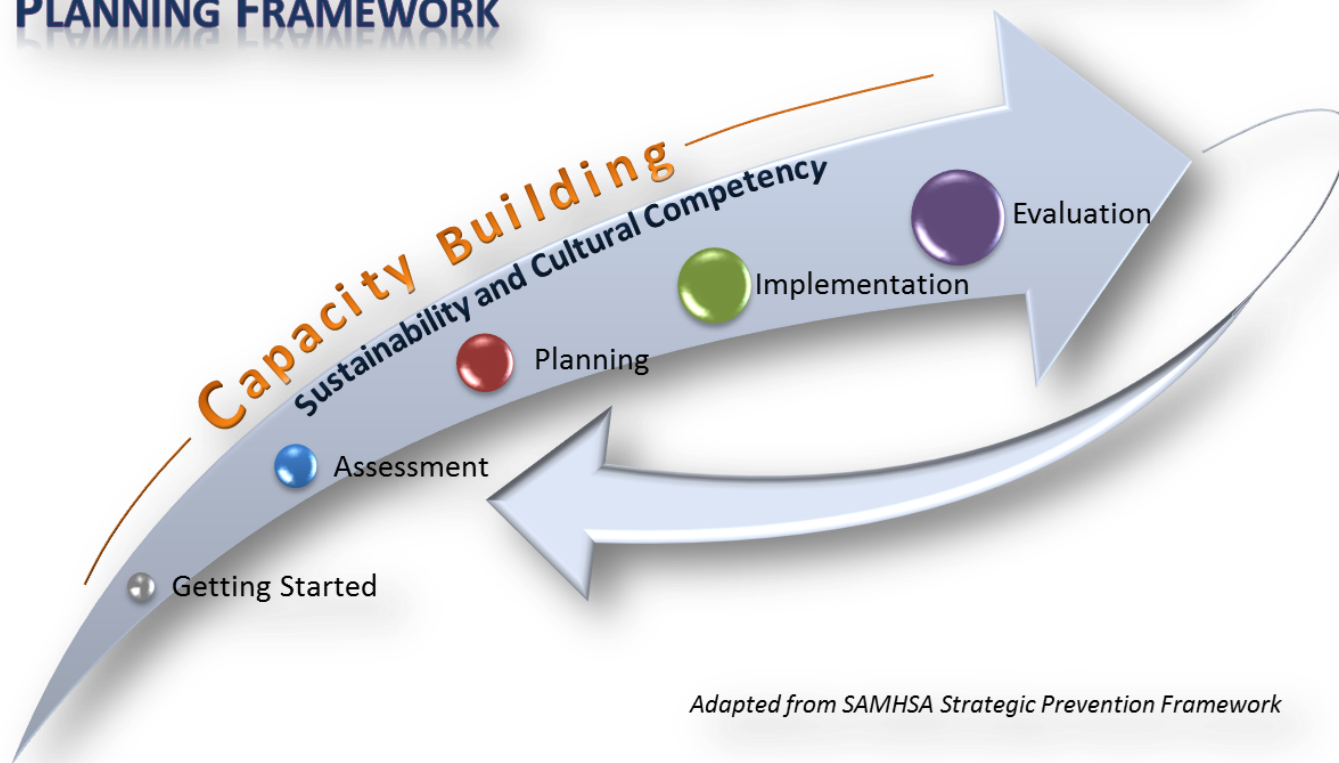 PLANNING FRAMEWORK
Capacity Building
Sustainability and Cultural Competency
Evaluation
Implementation
Planning
Assessment
Getting Started
Adapted from SAMHSA Strategic Prevention Framework